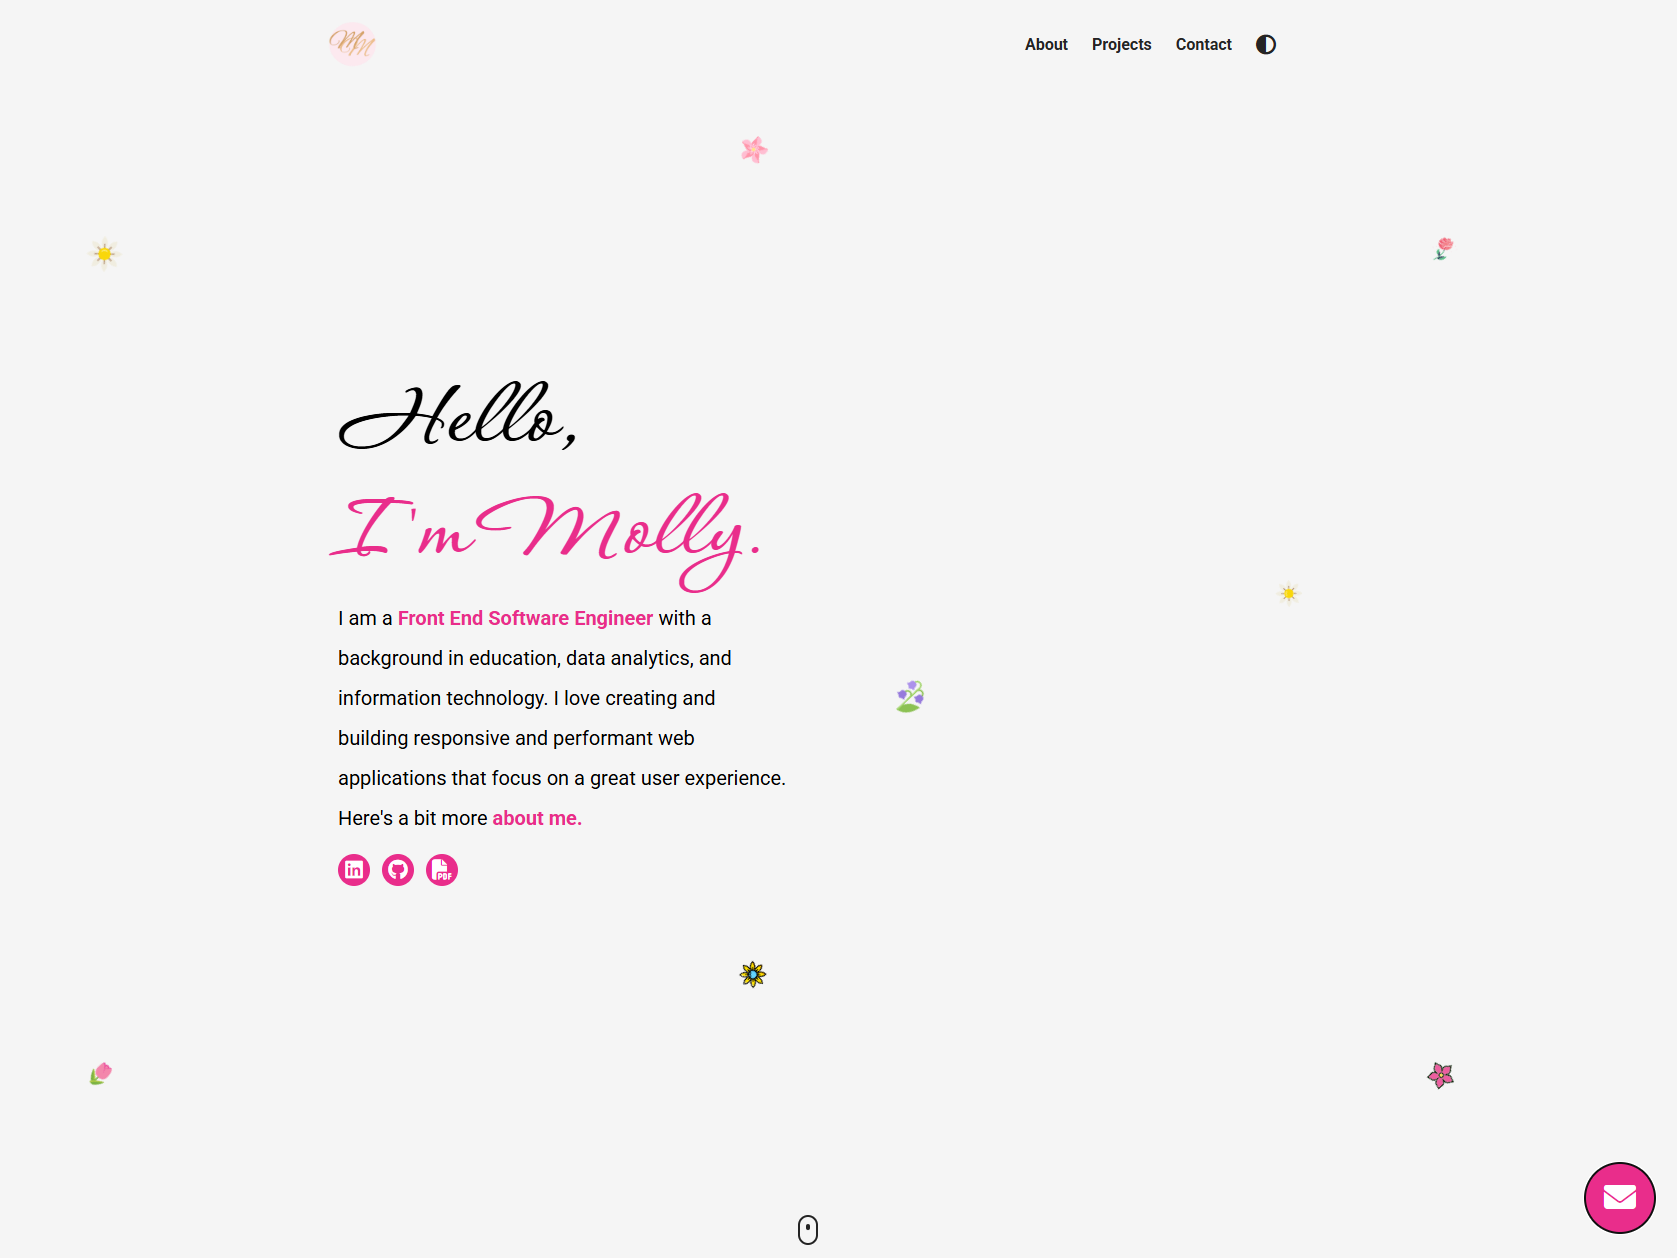 MM
About Projects Contact
Hello,
I'm Molly.
I am a Front End Software Engineer with a
background in education, data analytics, and
information technology. I love creating and
building responsive and performant web
applications that focus on a great user experience.
Here's a bit more about me.
in
PDF